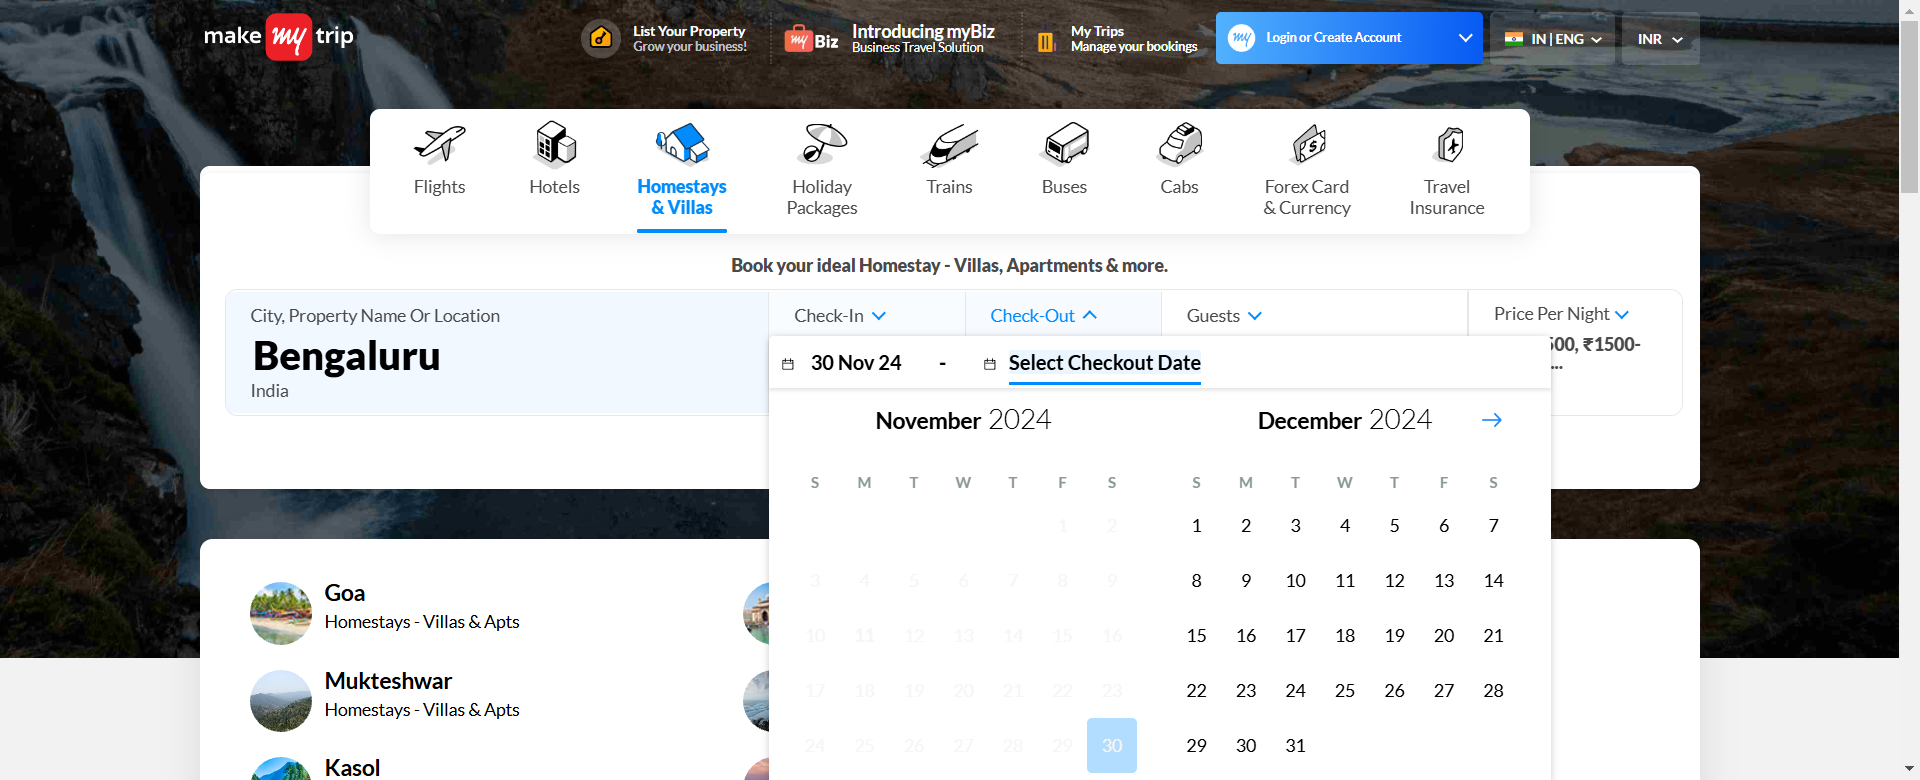 make my trip
List Your Property
Grow your business!
my Biz
Introducing myBiz
Business Travel Solution
My Trips
Manage your bookings
my
Login or Create Account
IN | ENG
INR
Flights
Hotels
Homestays
& Villas
Holiday
Packages
Trains
Buses
Cabs
Forex Card
& Currency
Travel
Insurance
Book your ideal Homestay - Villas, Apartments & more.
City, Property Name Or Location
Bengaluru
India
Check-In
Check-Out
Guests
Price Per Night
500, ₹1500-
...
30 Nov 24 - Select Checkout Date
November 2024
S M T W T F S
1 2
3 4 5 6 7 8 9
10 11 12 13 14 15 16
17 18 19 20 21 22 23
24 25 26 27 28 29 30
December 2024
S M T W T F S
1 2 3 4 5 6 7
8 9 10 11 12 13 14
15 16 17 18 19 20 21
22 23 24 25 26 27 28
29 30 31
Goa
Homestays - Villas & Apts
Mukteshwar
Homestays - Villas & Apts
Kasol